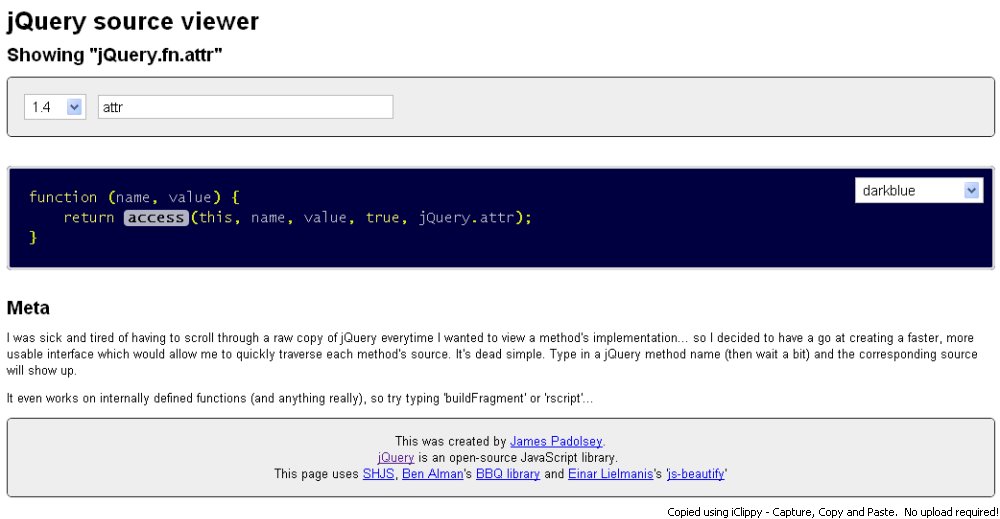 jQuery source viewer
Showing "jQuery.fn.attr"
1.4 attr
darkblue
function (name, value) {
return access(this, name, value, true, jQuery.attr);
}
Meta
I was sick and tired of having to scroll through a raw copy of jQuery everytime I wanted to view a method's implementation... so I decided to have a go at creating a faster, more
usable interface which would allow me to quickly traverse each method's source. It's dead simple. Type in a jQuery method name (then wait a bit) and the corresponding source
will show up.
It even works on internally defined functions (and anything really), so try typing 'buildFragment' or 'rscript'...
This was created by James Padolsey.
jQuery is an open-source JavaScript library.
This page uses SHJS, Ben Alman's BBQ library and Einar Lielmanis's 'js-beautify'
Copied using iClippy - Capture, Copy and Paste. No upload required!